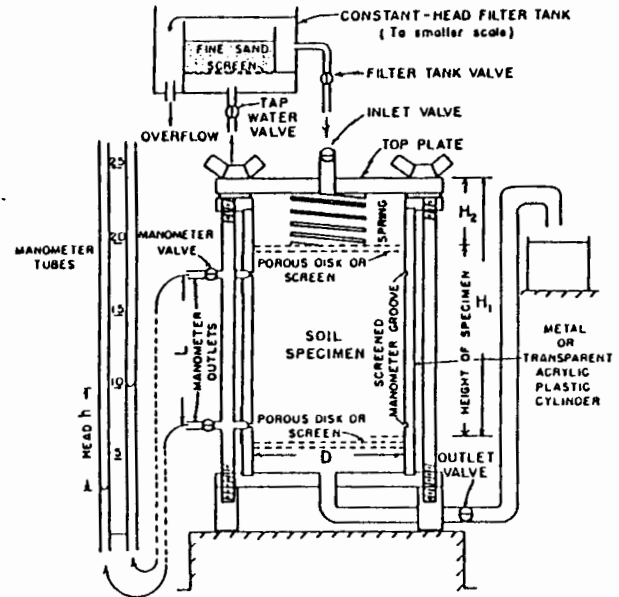 CONSTANT-HEAD FILTER TANK
(To smaller scale)
FINE SAND
SCREEN
FILTER TANK VALVE
TAP
WATER
VALVE
OVERFLOW
INLET VALVE
TOP PLATE
25
20
15
10
5
MANOMETER
TUBES
MANOMETER
VALVE
SPRING
POROUS DISK OR
SCREEN
H2
H1
L
MANOMETER
OUTLETS
SOIL
SPECIMEN
SCREENED
MANOMETER GROOVE
HEIGHT OF SPECIMEN
METAL
OR
TRANSPARENT
ACRYLIC
PLASTIC
CYLINDER
HEAD h
POROUS DISK OR
SCREEN
D
OUTLET
VALVE